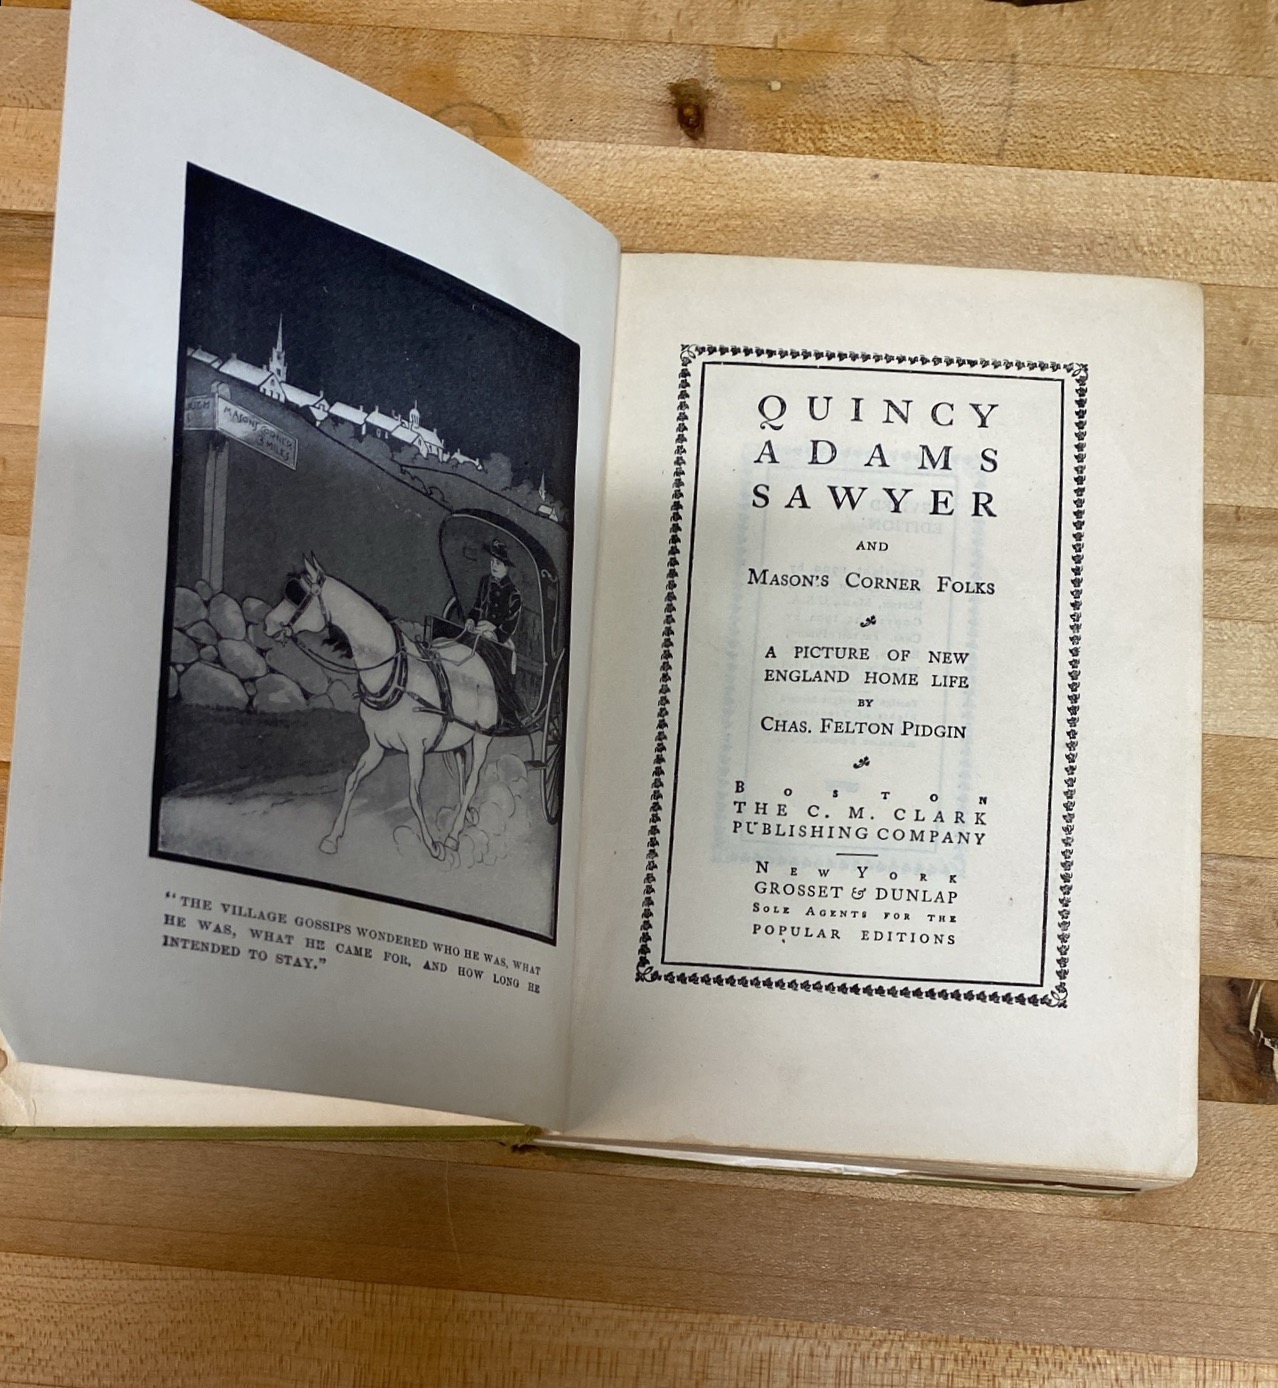 MASON'S CORNER
3 MILES
"THE VILLAGE GOSSIPS WONDERED WHO HE WAS, WHAT
HE WAS, WHAT HE CAME FOR, AND HOW LONG HE
INTENDED TO STAY."
QUINCY
ADAMS
SAWYER
AND
MASON'S CORNER FOLKS
A PICTURE OF NEW
ENGLAND HOME LIFE
BY
CHAS. FELTON PIDGIN
BOSTON
THE C. M. CLARK
PUBLISHING COMPANY
NEW YORK
GROSSET & DUNLAP
SOLE AGENTS FOR THE
POPULAR EDITIONS